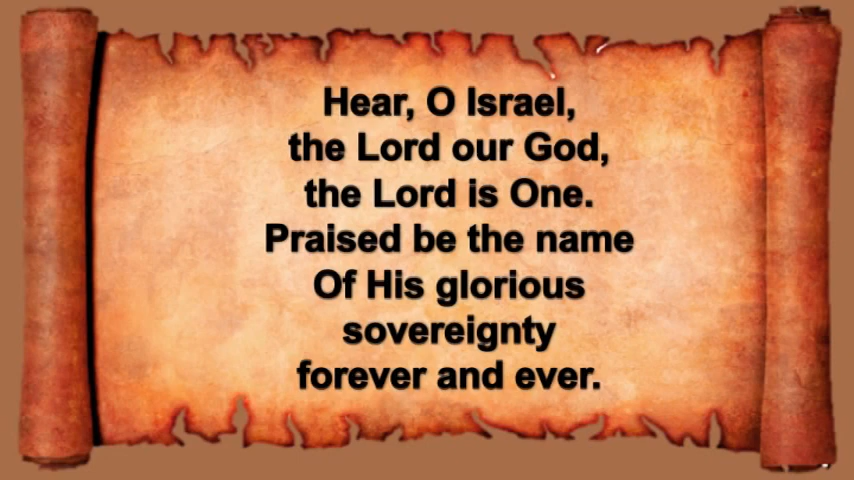 Hear, O Israel,
the Lord our God,
the Lord is One.
Praised be the name
Of His glorious
sovereignty
forever and ever.